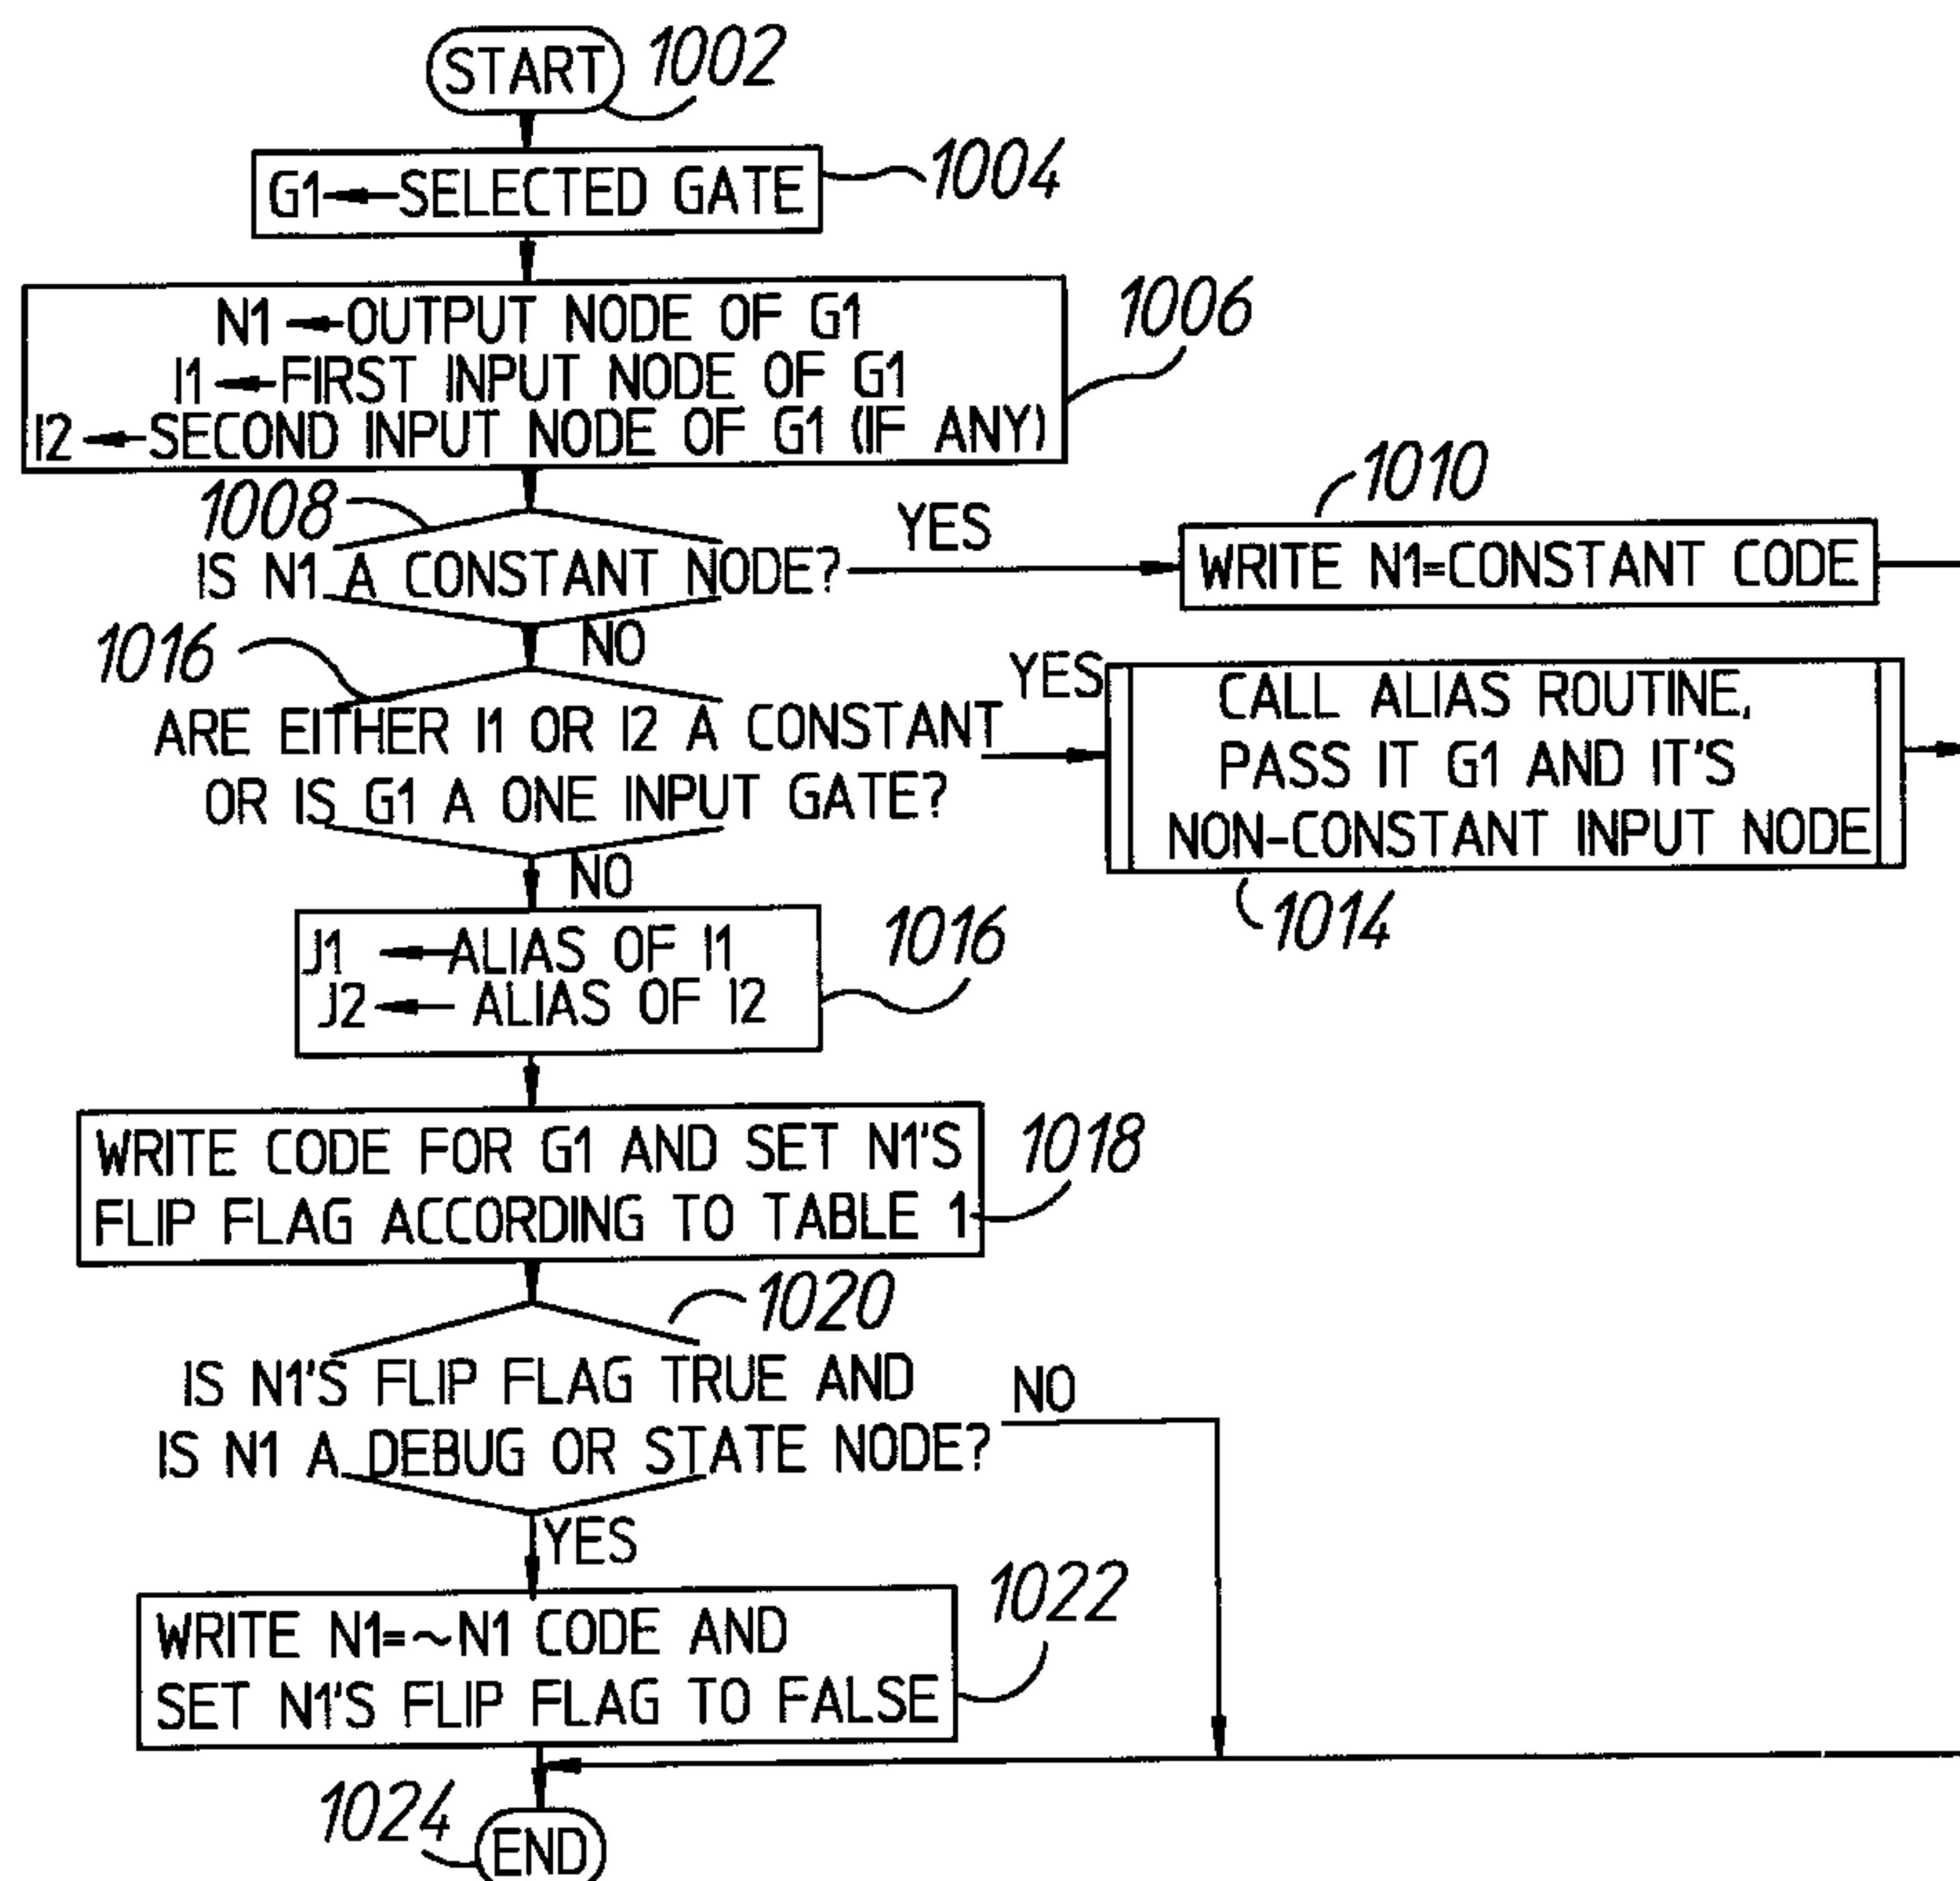 START
1002
G1←SELECTED GATE
1004
N1 ←OUTPUT NODE OF G1
I1 ←FIRST INPUT NODE OF G1
I2 ←SECOND INPUT NODE OF G1 (IF ANY)
1006
1008
IS N1 A CONSTANT NODE?
YES
1010
WRITE N1=CONSTANT CODE
NO
1016
ARE EITHER I1 OR I2 A CONSTANT
OR IS G1 A ONE INPUT GATE?
YES
CALL ALIAS ROUTINE,
PASS IT G1 AND IT'S
NON-CONSTANT INPUT NODE
1014
NO
J1 ←ALIAS OF I1
J2 ← ALIAS OF I2
1016
WRITE CODE FOR G1 AND SET N1'S
FLIP FLAG ACCORDING TO TABLE 1
1018
1020
IS N1'S FLIP FLAG TRUE AND
IS N1 A DEBUG OR STATE NODE?
NO
YES
WRITE N1=~N1 CODE AND
SET N1'S FLIP FLAG TO FALSE
1022
1024
END